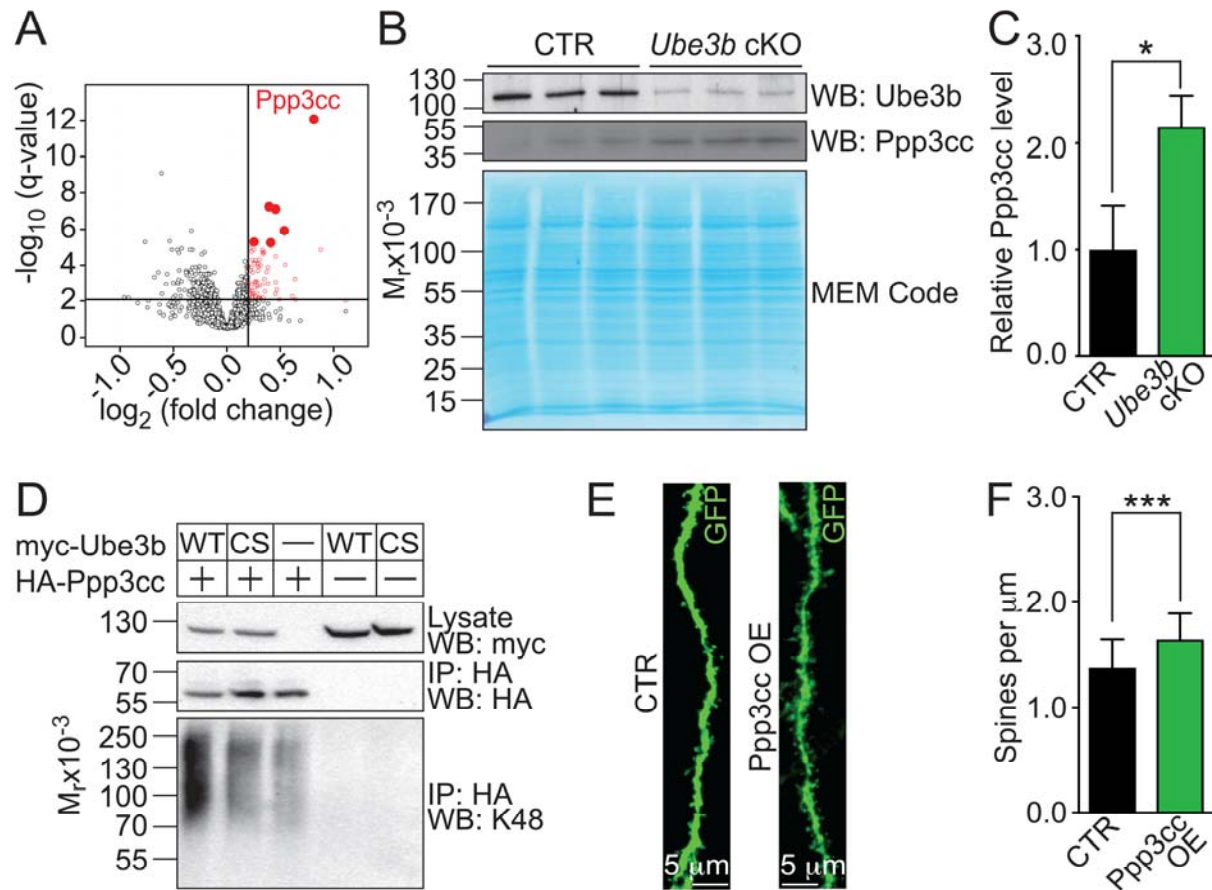 A
Ppp3cc
-log10 (q-value)
12
10
8
6
4
2
0
-1.0
-0.5
0.0
0.5
1.0
log2 (fold change)
B
CTR
Ube3b cKO
130
100
WB: Ube3b
55
35
WB: Ppp3cc
Mrx10-3
170
100
55
35
25
15
MEM Code
C
Relative Ppp3cc level
3.0
2.0
1.0
0.0
*
CTR
Ube3b
cKO
D
myc-Ube3b WT CS — WT CS
HA-Ppp3cc + + + — —
130
Lysate
WB: myc
70
55
IP: HA
WB: HA
Mrx10-3
250
130
100
70
55
IP: HA
WB: K48
E
CTR
GFP
5 μm
Ppp3cc OE
GFP
5 μm
F
Spines per μm
3.0
2.0
1.0
0.0
***
CTR
Ppp3cc
OE